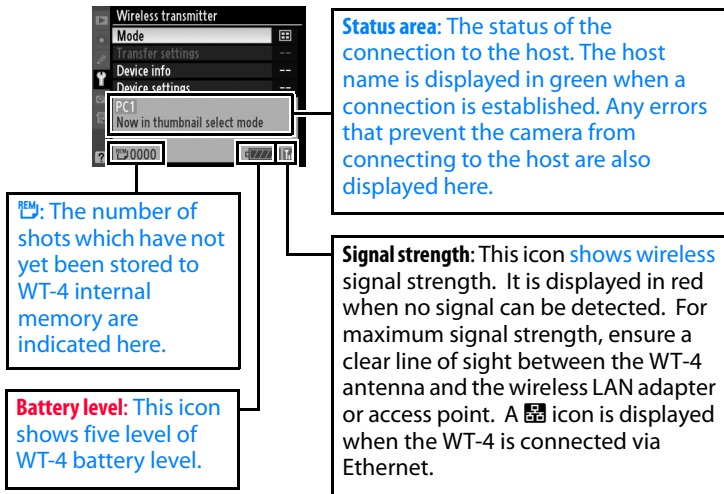 Wireless transmitter
Mode
Transfer settings --
Device info --
Device settings --
PC1
Now in thumbnail select mode
REM 0000
?
Status area: The status of the
connection to the host. The host
name is displayed in green when a
connection is established. Any errors
that prevent the camera from
connecting to the host are also
displayed here.
REM: The number of
shots which have not
yet been stored to
WT-4 internal
memory are
indicated here.
Battery level: This icon
shows five level of
WT-4 battery level.
Signal strength: This icon shows wireless
signal strength. It is displayed in red
when no signal can be detected. For
maximum signal strength, ensure a
clear line of sight between the WT-4
antenna and the wireless LAN adapter
or access point. A icon is displayed
when the WT-4 is connected via
Ethernet.